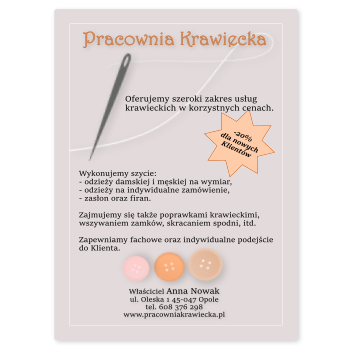 Pracownia Krawiecka
Oferujemy szeroki zakres usług
krawieckich w korzystnych cenach.
-20%
dla nowych
Klientów
Wykonujemy szycie:
- odzieży damskiej i męskiej na wymiar,
- odzieży na indywidualne zamówienie,
- zasłon oraz firan.
Zajmujemy się także poprawkami krawieckimi,
wszywaniem zamków, skracaniem spodni, itd.
Zapewniamy fachowe oraz indywidualne podejście
do Klienta.
Właściciel Anna Nowak
ul. Oleska 1 45-047 Opole
tel. 608 376 298
www.pracowniakrawiecka.pl